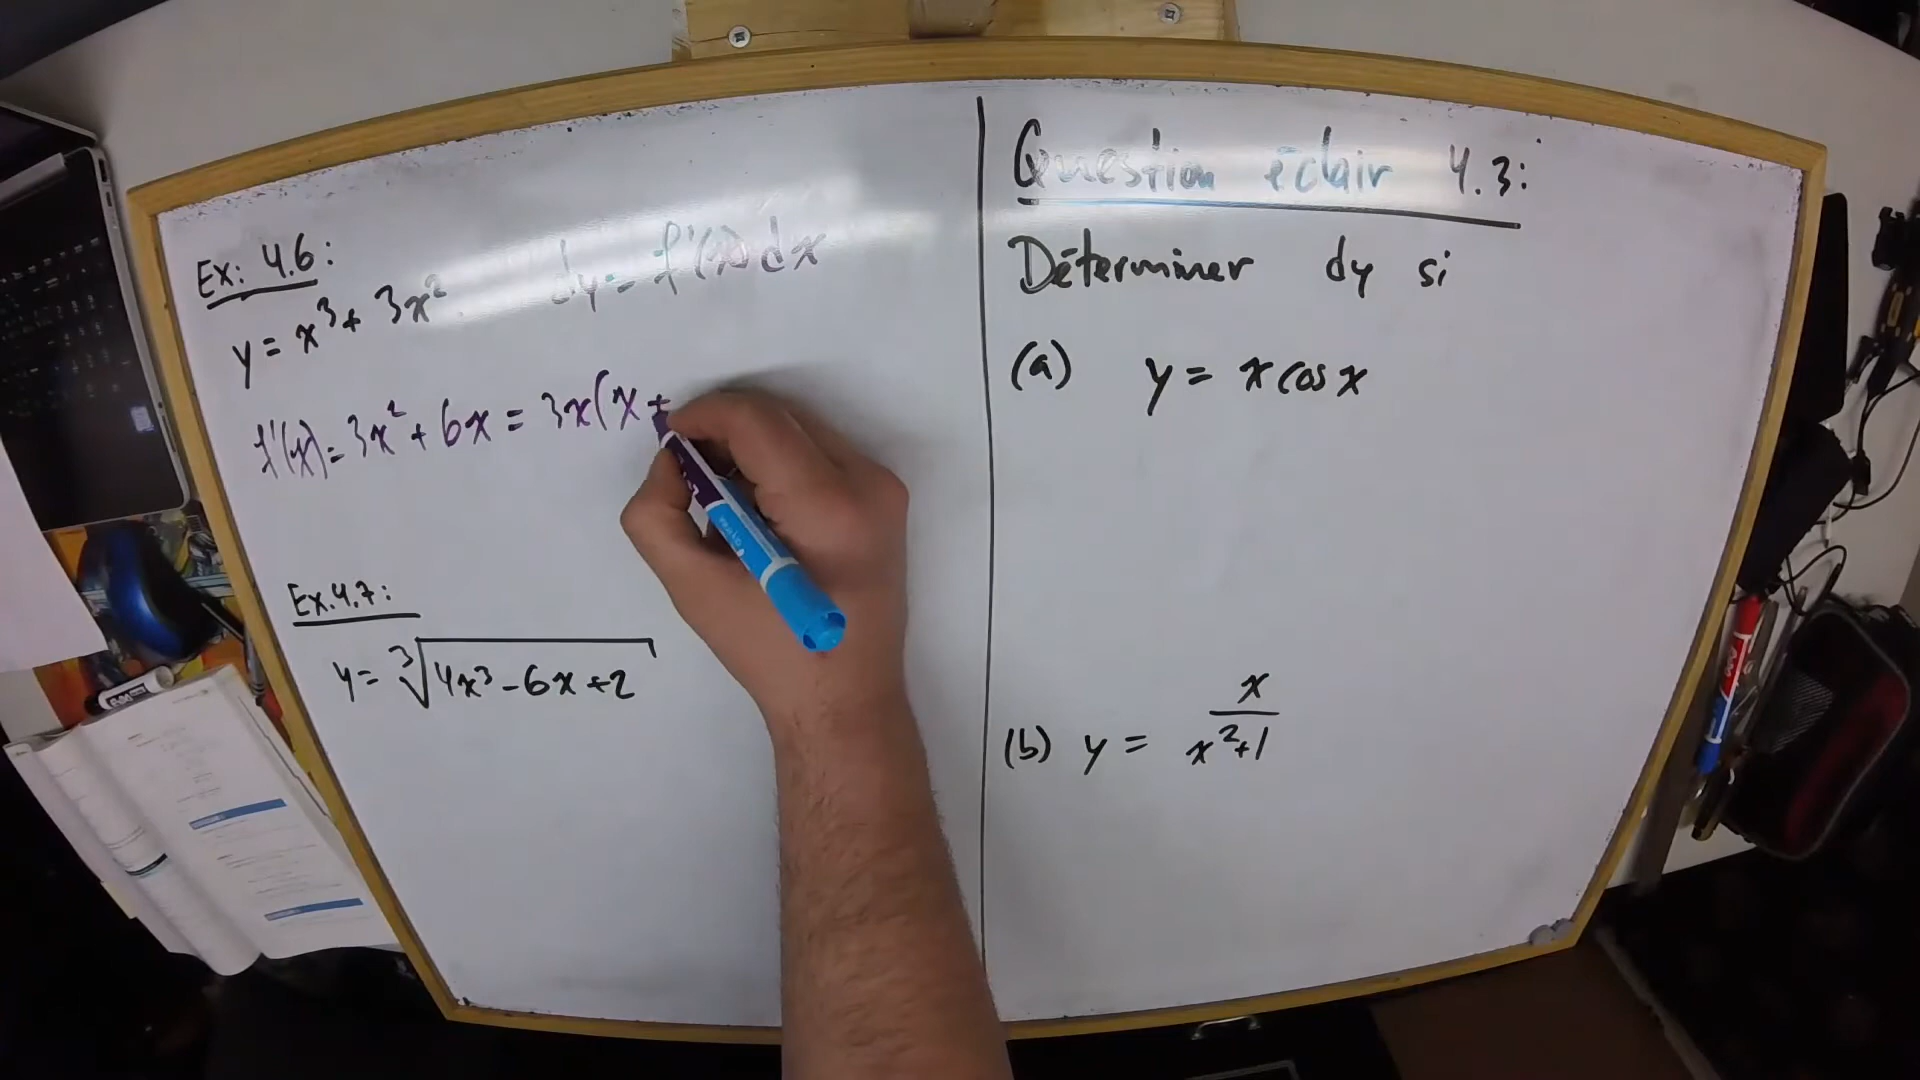 Ex: 4.6:
y = x³ + 3x². dy = f'(x) dx
f'(x) = 3x² + 6x = 3x(x +
Ex. 4.7:
y = ∛(4x³ - 6x + 2)
Question éclair 4.3:
Déterminer dy si
(a) y = x cos x
(b) y = x/(x²+1)